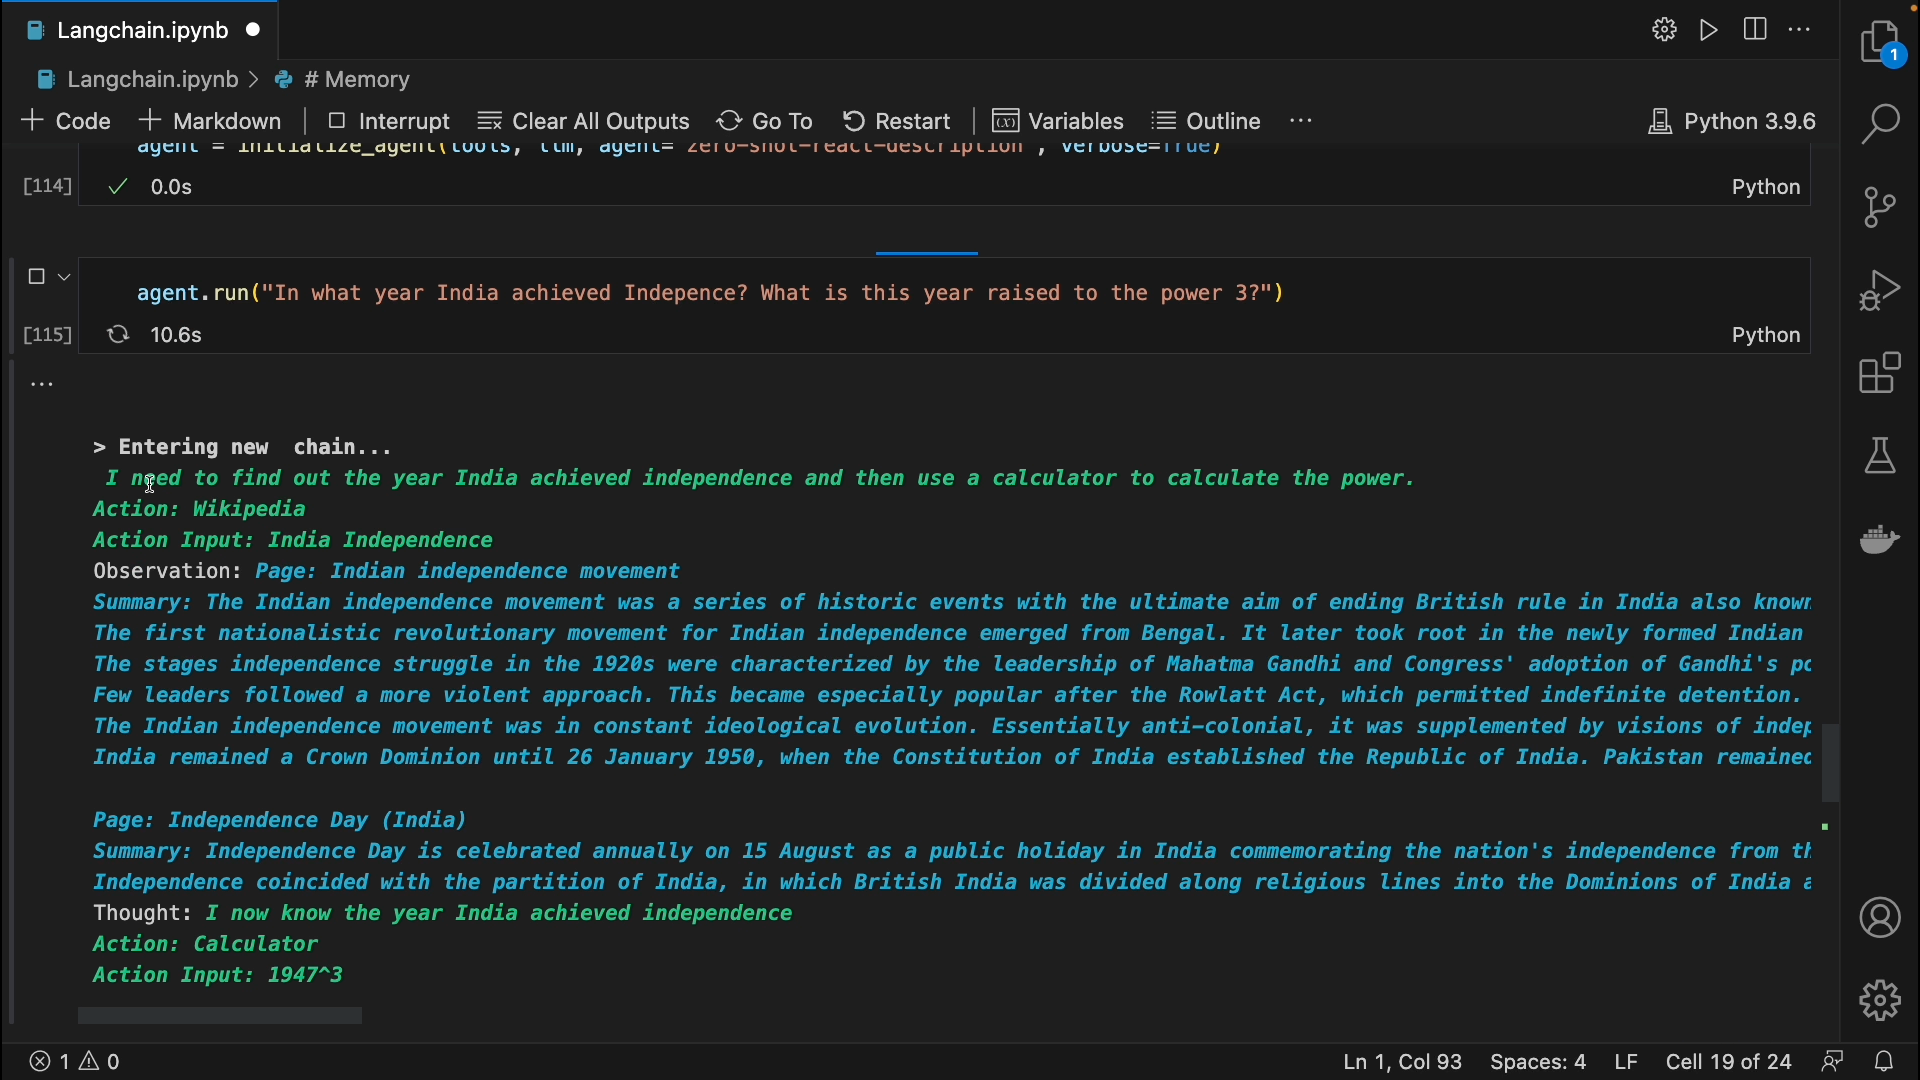 Langchain.ipynb
1
Langchain.ipynb > # Memory
Code Markdown Interrupt Clear All Outputs Go To Restart Variables Outline ... Python 3.9.6
agent = initialize_agent(tools, llm, agent="zero-shot-react-description", verbose=True)
[114] 0.0s Python
agent.run("In what year India achieved Indepence? What is this year raised to the power 3?")
[115] 10.6s Python
...
> Entering new chain...
I need to find out the year India achieved independence and then use a calculator to calculate the power.
Action: Wikipedia
Action Input: India Independence
Observation: Page: Indian independence movement
Summary: The Indian independence movement was a series of historic events with the ultimate aim of ending British rule in India also known
The first nationalistic revolutionary movement for Indian independence emerged from Bengal. It later took root in the newly formed Indian
The stages independence struggle in the 1920s were characterized by the leadership of Mahatma Gandhi and Congress' adoption of Gandhi's
Few leaders followed a more violent approach. This became especially popular after the Rowlatt Act, which permitted indefinite detention.
The Indian independence movement was in constant ideological evolution. Essentially anti-colonial, it was supplemented by visions of
India remained a Crown Dominion until 26 January 1950, when the Constitution of India established the Republic of India. Pakistan remained
Page: Independence Day (India)
Summary: Independence Day is celebrated annually on 15 August as a public holiday in India commemorating the nation's independence from
Independence coincided with the partition of India, in which British India was divided along religious lines into the Dominions of India
Thought: I now know the year India achieved independence
Action: Calculator
Action Input: 1947^3
1 0 Ln 1, Col 93 Spaces: 4 LF Cell 19 of 24